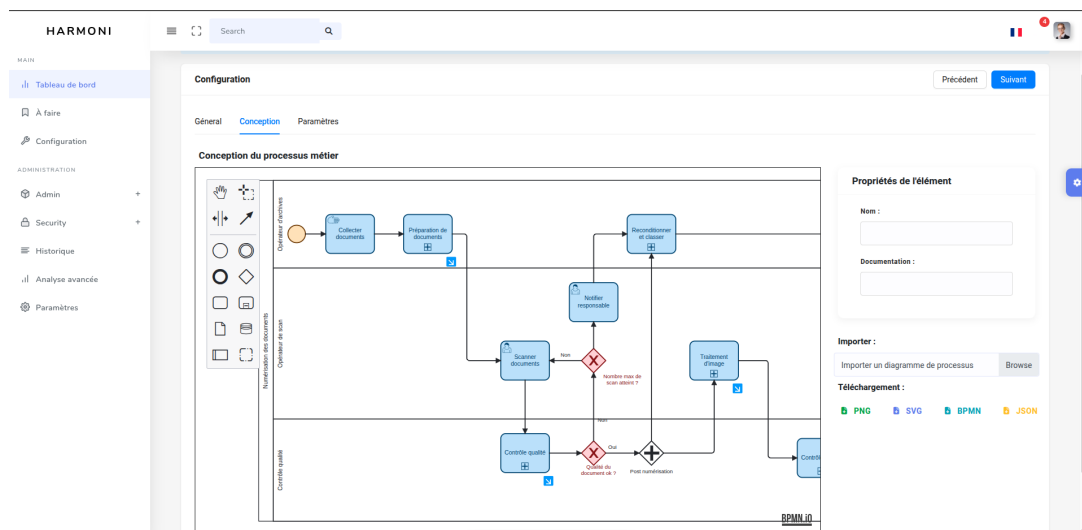 HARMONI
Search
4
MAIN
Tableau de bord
À faire
Configuration
ADMINISTRATION
Admin
+
Security
+
Historique
Analyse avancée
Paramètres
Configuration
Précédent
Suivant
Géneral
Conception
Paramètres
Conception du processus métier
Numérisation des documents
Opérateur d'archives
Collecter
documents
Préparation de
documents
Reconditionner
et classer
Opérateur de scan
Notifier
responsable
Scanner
documents
Non
Nombre max de
scan atteint ?
Traitement
d'image
Contrôle qualité
Non
Contrôle qualité
Oui
Qualité du
document ok ?
Post numérisation
Contrôl
BPMN.iO
Propriétés de l'élément
Nom :
Documentation :
Importer :
Importer un diagramme de processus
Browse
Téléchargement :
PNG
SVG
BPMN
JSON